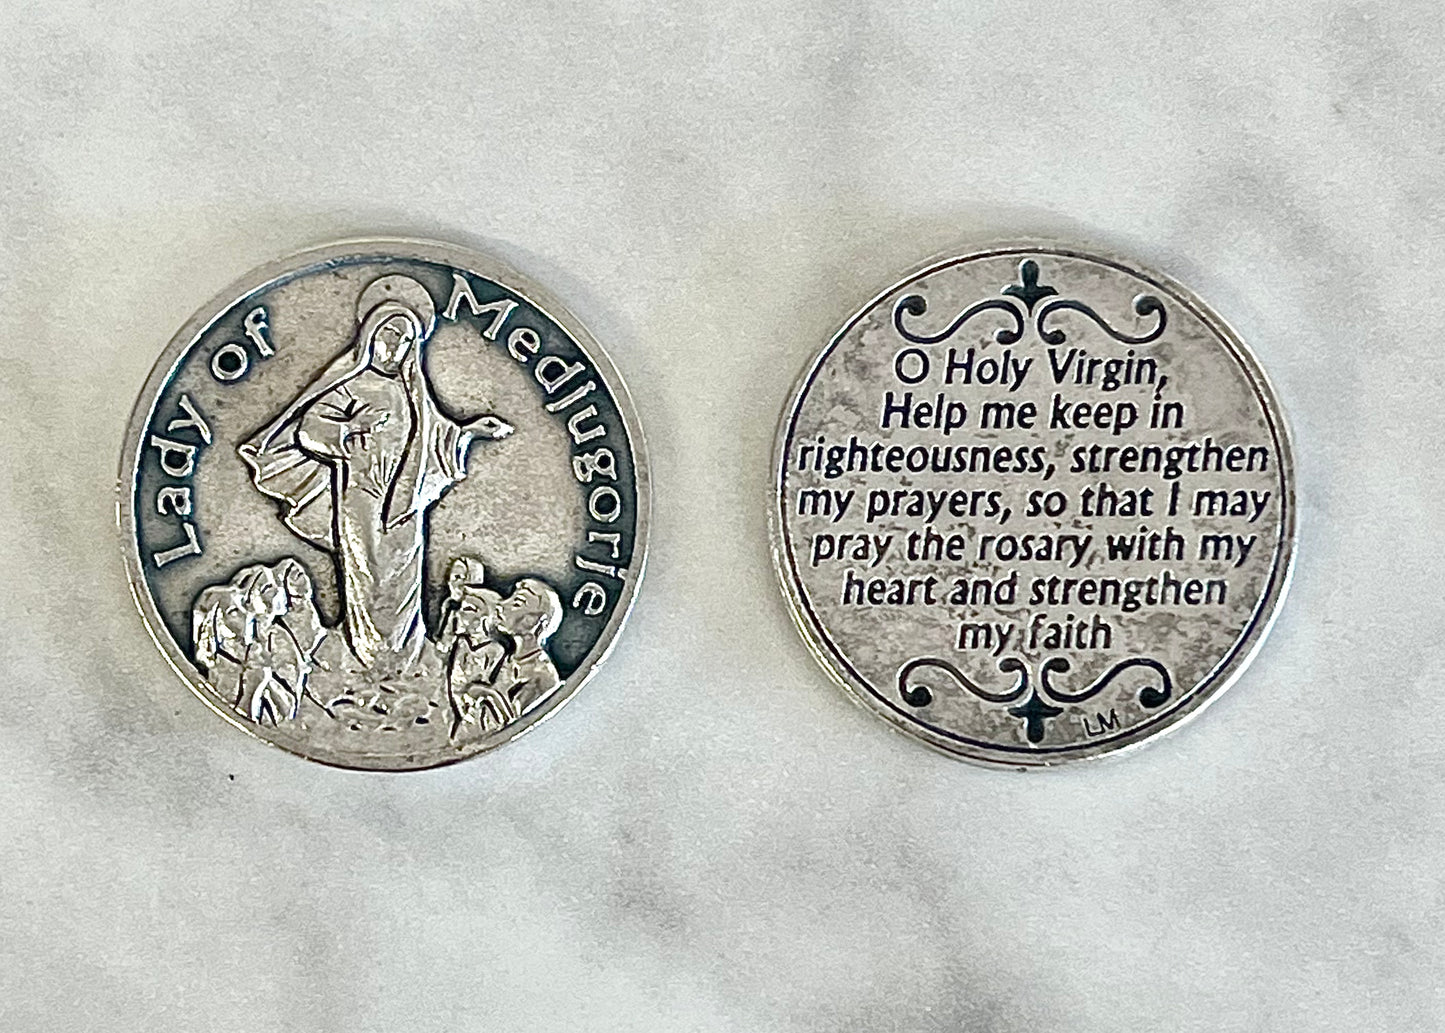 Lady of Medjugorje
O Holy Virgin,
Help me keep in
righteousness, strengthen
my prayers, so that I may
pray the rosary, with my
heart and strengthen
my faith
LM